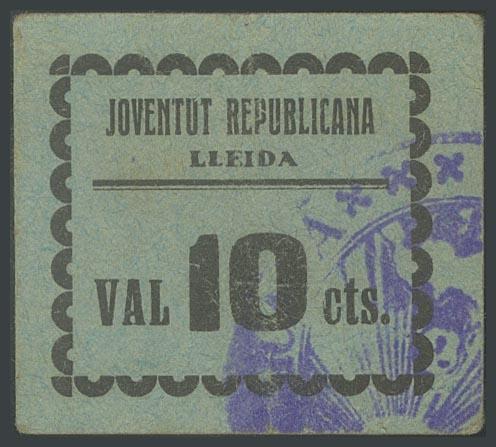 JOVENTUT REPUBLICANA
LLEIDA
VAL 10 cts.